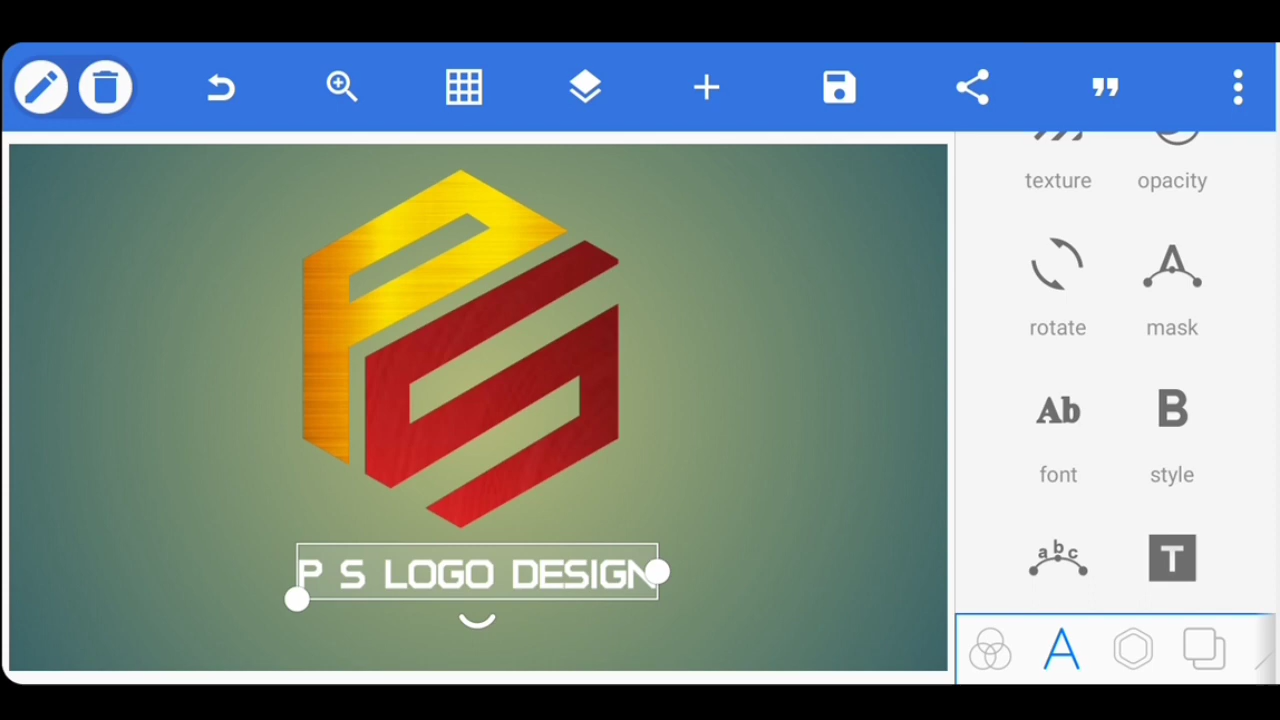 texture opacity
rotate mask
Ab B
font style
abc T
P S LOGO DESIGN
A